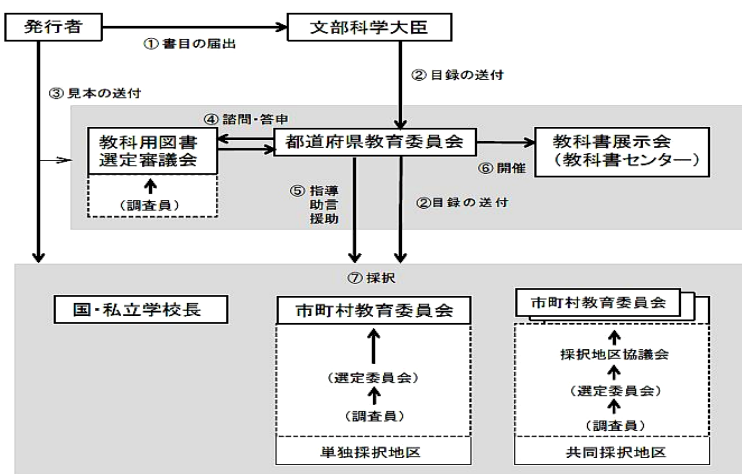 発行者
文部科学大臣
①書目の届出
②目録の送付
③見本の送付
④諮問・答申
教科用図書
選定審議会
都道府県教育委員会
教科書展示会
(教科書センター)
⑥開催
(調査員)
⑤指導
助言
援助
②目録の送付
⑦採択
国・私立学校長
市町村教育委員会
市町村教育委員会
採択地区協議会
(選定委員会)
(選定委員会)
(調査員)
(調査員)
単独採択地区
共同採択地区